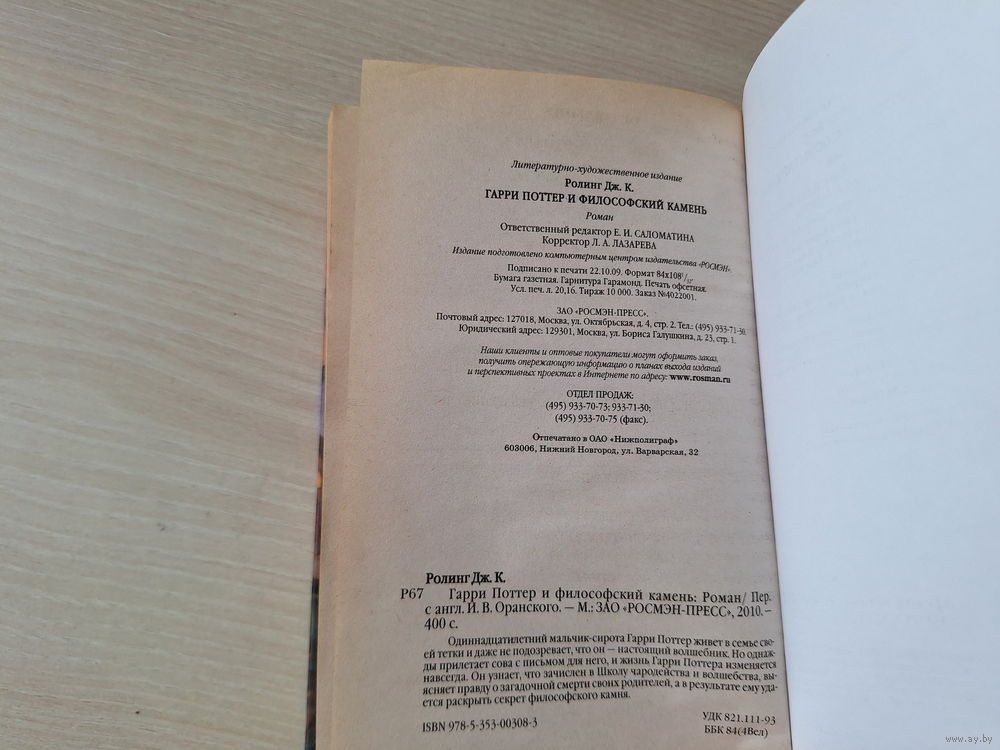 Литературно-художественное издание
Ролинг Дж. К.
ГАРРИ ПОТТЕР И ФИЛОСОФСКИЙ КАМЕНЬ
Роман
Ответственный редактор Е. И. САЛОМАТИНА
Корректор Л. А. ЛАЗАРЕВА
Издание подготовлено компьютерным центром издательства «РОСМЭН».
Подписано к печати 22.10.09. Формат 84х108 1/32.
Бумага газетная. Гарнитура Гарамонд. Печать офсетная.
Усл. печ. л. 20,16. Тираж 10 000. Заказ №4022001.
ЗАО «РОСМЭН-ПРЕСС».
Почтовый адрес: 127018, Москва, ул. Октябрьская, д. 4, стр. 2. Тел.: (495) 933-71-30.
Юридический адрес: 129301, Москва, ул. Бориса Галушкина, д. 23, стр. 1.
Наши клиенты и оптовые покупатели могут оформить заказ,
получить опережающую информацию о планах выхода изданий
и перспективных проектах в Интернете по адресу: www.rosman.ru
ОТДЕЛ ПРОДАЖ:
(495) 933-70-73; 933-71-30;
(495) 933-70-75 (факс).
Отпечатано в ОАО «Нижполиграф»
603006, Нижний Новгород, ул. Варварская, 32
Ролинг Дж. К.
Р67 Гарри Поттер и философский камень: Роман/ Пер.
с англ. И. В. Оранского. — М.: ЗАО «РОСМЭН-ПРЕСС», 2010.–
400 с.
Одиннадцатилетний мальчик-сирота Гарри Поттер живет в семье сво-
ей тетки и даже не подозревает, что он — настоящий волшебник. Но однаж-
ды прилетает сова с письмом для него, и жизнь Гарри Поттера изменяется
навсегда. Он узнает, что зачислен в Школу чародейства и волшебства, вы-
ясняет правду о загадочной смерти своих родителей, а в результате ему уда-
ется раскрыть секрет философского камня.
ISBN 978-5-353-00308-3
УДК 821.111-93
ББК 84(4Вел)
www.ay.by